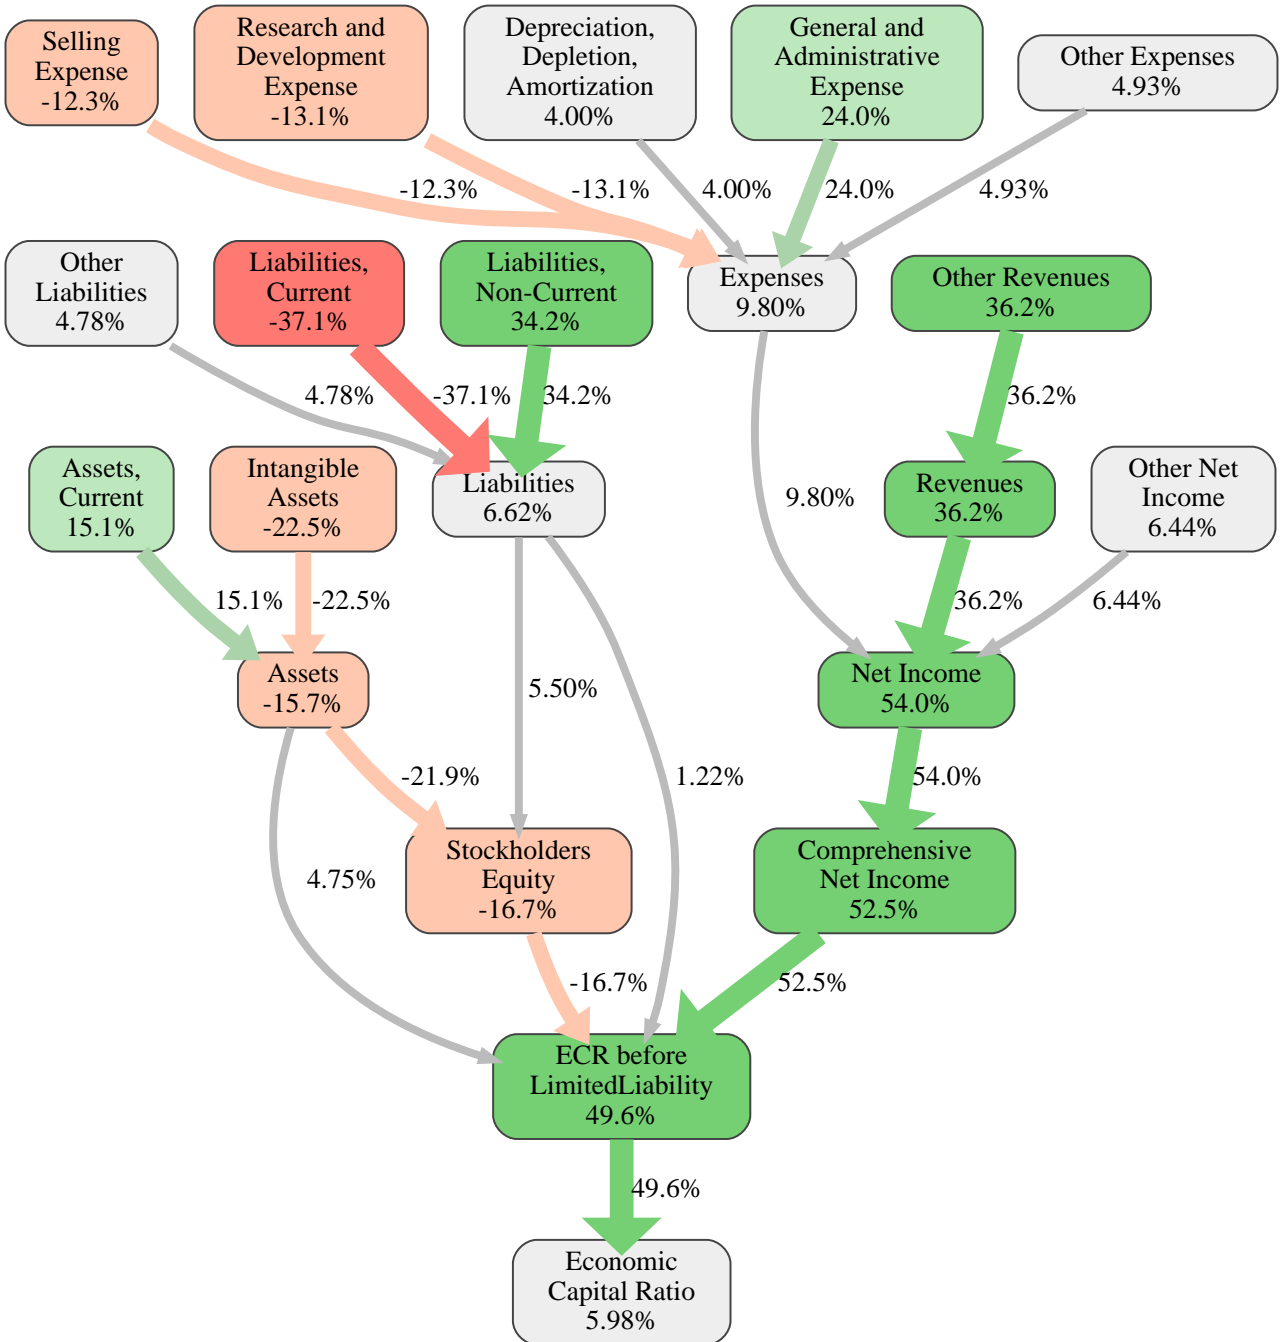 Selling
Expense
-12.3%
Research and
Development
Expense
-13.1%
Depreciation,
Depletion,
Amortization
4.00%
General and
Administrative
Expense
24.0%
Other Expenses
4.93%
-12.3%
-13.1%
4.00%
24.0%
4.93%
Other
Liabilities
4.78%
Liabilities,
Current
-37.1%
Liabilities,
Non-Current
34.2%
Expenses
9.80%
Other Revenues
36.2%
4.78%
-37.1%
34.2%
36.2%
Assets,
Current
15.1%
Intangible
Assets
-22.5%
Liabilities
6.62%
9.80%
Revenues
36.2%
Other Net
Income
6.44%
15.1%
-22.5%
36.2%
6.44%
Assets
-15.7%
5.50%
Net Income
54.0%
-21.9%
1.22%
54.0%
4.75%
Stockholders
Equity
-16.7%
Comprehensive
Net Income
52.5%
-16.7%
52.5%
ECR before
LimitedLiability
49.6%
49.6%
Economic
Capital Ratio
5.98%